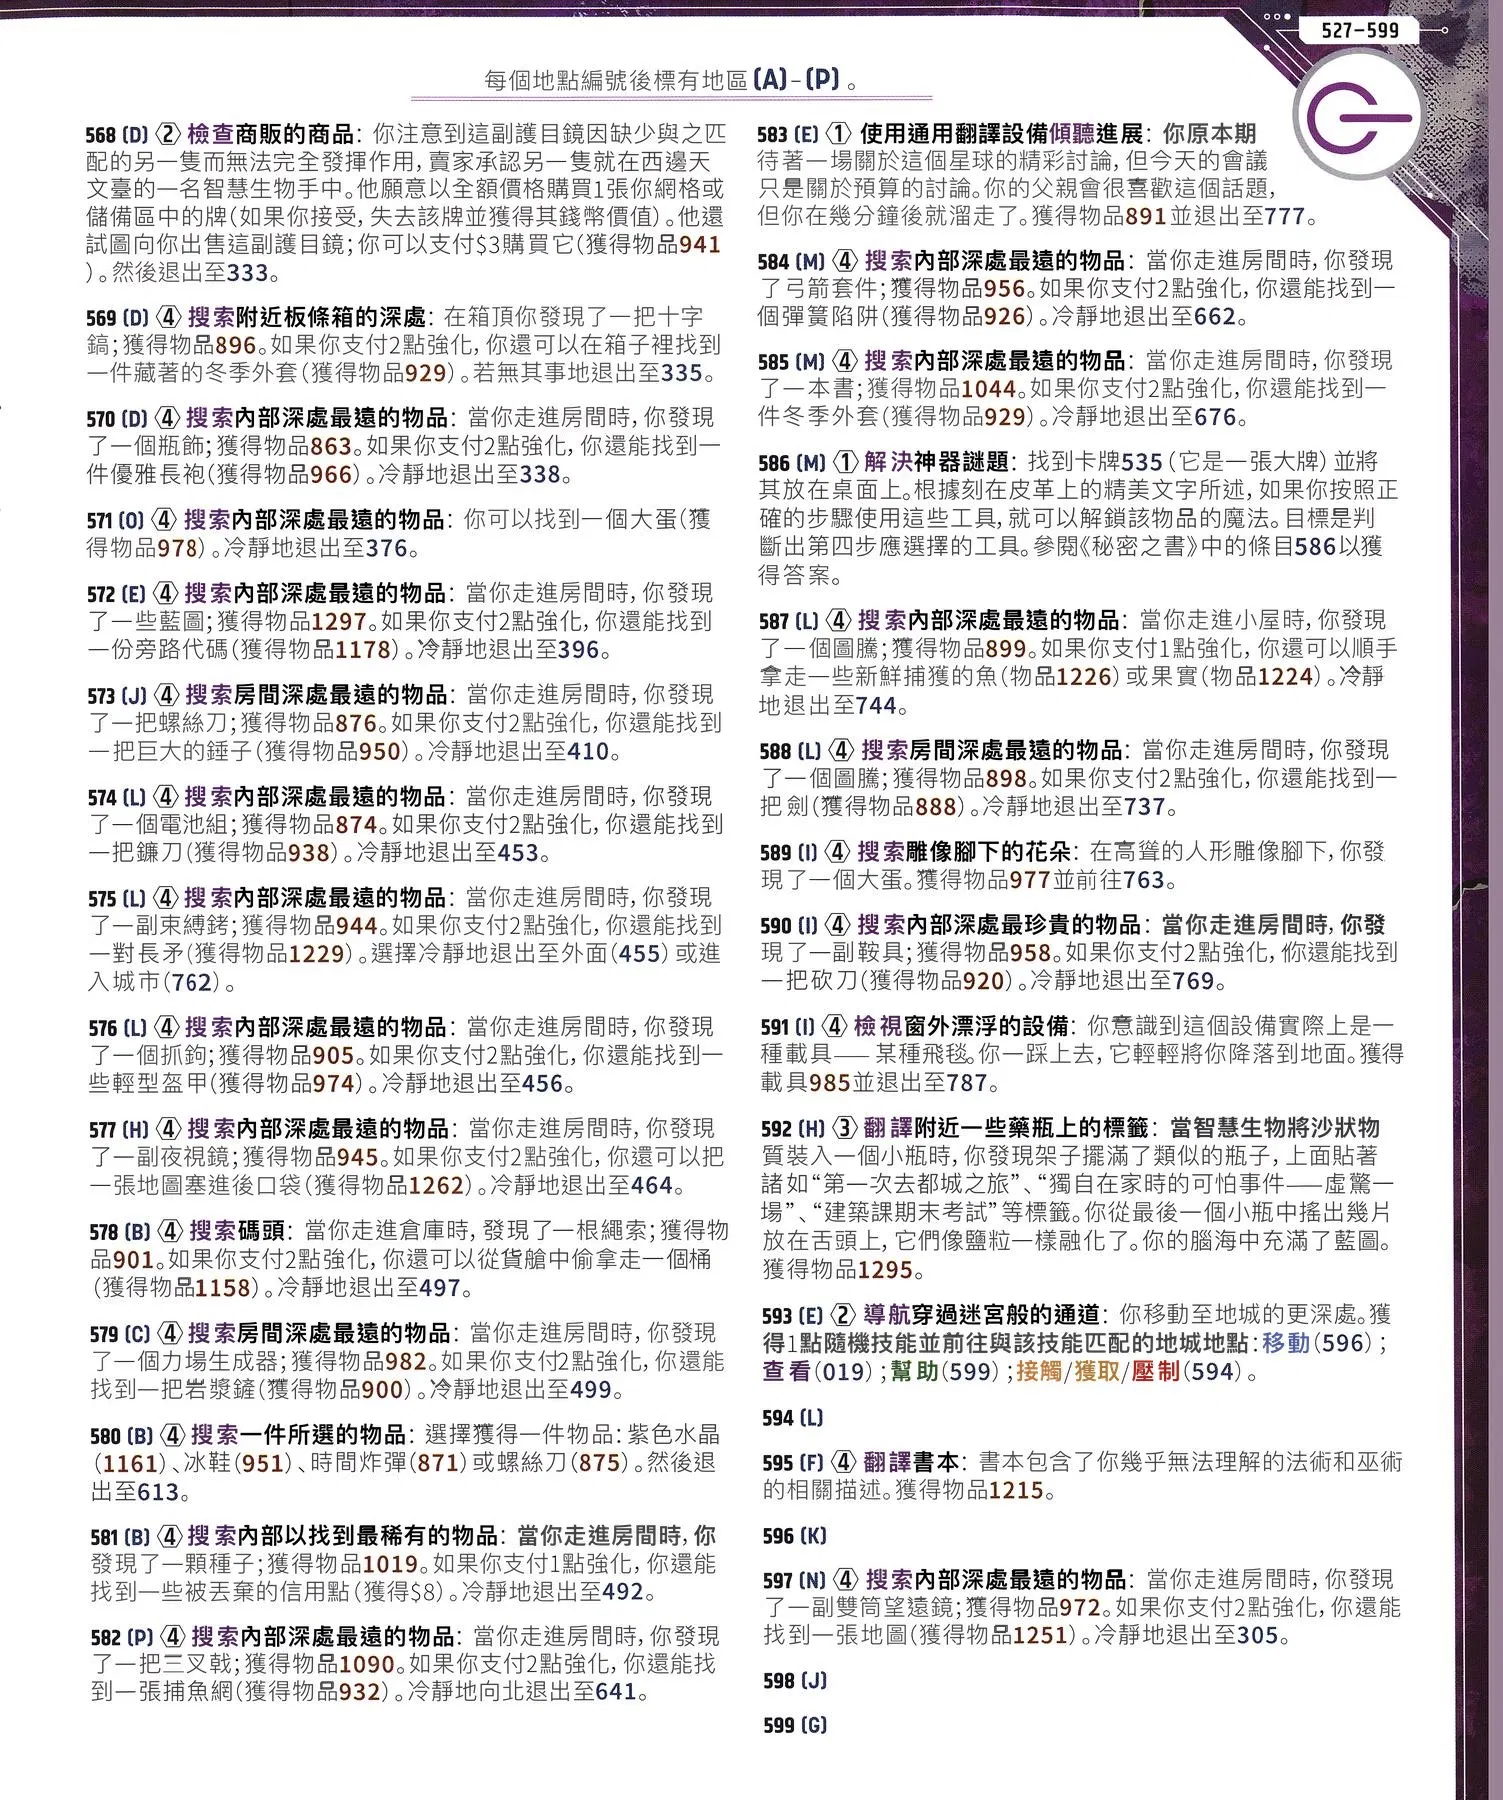 527–599
每個地點編號後標有地區(A)–(P)。
568 (D) ② 檢查商販的商品：你注意到這副護目鏡因缺少與之匹
配的另一隻而無法完全發揮作用，賣家承認另一隻就在西邊天
文臺的一名智慧生物手中。他願意以全額價格購買1張你網格或
儲備區中的牌（如果你接受，失去該牌並獲得其錢幣價值）。他還
試圖向你出售這副護目鏡；你可以支付$3購買它（獲得物品941
）。然後退出至333。
569 (D) ④ 搜索附近板條箱的深處：在箱頂你發現了一把十字
鎬；獲得物品896。如果你支付2點強化，你還可以在箱子裡找到
一件藏著的冬季外套（獲得物品929）。若無其事地退出至335。
570 (D) ④ 搜索內部深處最遠的物品：當你走進房間時，你發現
了一個瓶飾；獲得物品863。如果你支付2點強化，你還能找到一
件優雅長袍（獲得物品966）。冷靜地退出至338。
571 (O) ④ 搜索內部深處最遠的物品：你可以找到一個大蛋（獲
得物品978）。冷靜地退出至376。
572 (E) ④ 搜索內部深處最遠的物品：當你走進房間時，你發現
了一些藍圖；獲得物品1297。如果你支付2點強化，你還能找到
一份旁路代碼（獲得物品1178）。冷靜地退出至396。
573 (J) ④ 搜索房間深處最遠的物品：當你走進房間時，你發現
了一把螺絲刀；獲得物品876。如果你支付2點強化，你還能找到
一把巨大的錘子（獲得物品950）。冷靜地退出至410。
574 (L) ④ 搜索內部深處最遠的物品：當你走進房間時，你發現
了一個電池組；獲得物品874。如果你支付2點強化，你還能找到
一把鐮刀（獲得物品938）。冷靜地退出至453。
575 (L) ④ 搜索內部深處最遠的物品：當你走進房間時，你發現
了一副束縛銬；獲得物品944。如果你支付2點強化，你還能找到
一對長矛（獲得物品1229）。選擇冷靜地退出至外面（455）或進
入城市（762）。
576 (L) ④ 搜索內部深處最遠的物品：當你走進房間時，你發現
了一個抓鉤；獲得物品905。如果你支付2點強化，你還能找到一
些輕型盔甲（獲得物品974）。冷靜地退出至456。
577 (H) ④ 搜索內部深處最遠的物品：當你走進房間時，你發現
了一副夜視鏡；獲得物品945。如果你支付2點強化，你還可以把
一張地圖塞進後口袋（獲得物品1262）。冷靜地退出至464。
578 (B) ④ 搜索碼頭：當你走進倉庫時，發現了一根繩索；獲得物
品901。如果你支付2點強化，你還可以從貨艙中偷拿走一個桶
（獲得物品1158）。冷靜地退出至497。
579 (C) ④ 搜索房間深處最遠的物品：當你走進房間時，你發現
了一個力場生成器；獲得物品982。如果你支付2點強化，你還能
找到一把岩漿鏟（獲得物品900）。冷靜地退出至499。
580 (B) ④ 搜索一件所選的物品：選擇獲得一件物品：紫色水晶
（1161）、冰鞋（951）、時間炸彈（871）或螺絲刀（875）。然後退
出至613。
581 (B) ④ 搜索內部以找到最稀有的物品：當你走進房間時，你
發現了一顆種子；獲得物品1019。如果你支付1點強化，你還能
找到一些被丟棄的信用點（獲得$8）。冷靜地退出至492。
582 (P) ④ 搜索內部深處最遠的物品：當你走進房間時，你發現
了一把三叉戟；獲得物品1090。如果你支付2點強化，你還能找
到一張捕魚網（獲得物品932）。冷靜地向北退出至641。
583 (E) ① 使用通用翻譯設備傾聽進展：你原本期
待著一場關於這個星球的精彩討論，但今天的會議
只是關於預算的討論。你的父親會很喜歡這個話題，
但你在幾分鐘後就溜走了。獲得物品891並退出至777。
584 (M) ④ 搜索內部深處最遠的物品：當你走進房間時，你發現
了弓箭套件；獲得物品956。如果你支付2點強化，你還能找到一
個彈簧陷阱（獲得物品926）。冷靜地退出至662。
585 (M) ④ 搜索內部深處最遠的物品：當你走進房間時，你發現
了一本書；獲得物品1044。如果你支付2點強化，你還能找到一
件冬季外套（獲得物品929）。冷靜地退出至676。
586 (M) ① 解決神器謎題：找到卡牌535（它是一張大牌）並將
其放在桌面上。根據刻在皮革上的精美文字所述，如果你按照正
確的步驟使用這些工具，就可以解鎖該物品的魔法。目標是判
斷出第四步應選擇的工具。參閱《秘密之書》中的條目586以獲
得答案。
587 (L) ④ 搜索內部深處最遠的物品：當你走進小屋時，你發現
了一個圖騰；獲得物品899。如果你支付1點強化，你還可以順手
拿走一些新鮮捕獲的魚（物品1226）或果實（物品1224）。冷靜
地退出至744。
588 (L) ④ 搜索房間深處最遠的物品：當你走進房間時，你發現
了一個圖騰；獲得物品898。如果你支付2點強化，你還能找到一
把劍（獲得物品888）。冷靜地退出至737。
589 (I) ④ 搜索雕像腳下的花朵：在高聳的人形雕像腳下，你發
現了一個大蛋。獲得物品977並前往763。
590 (I) ④ 搜索內部深處最珍貴的物品：當你走進房間時，你發
現了一副鞍具；獲得物品958。如果你支付2點強化，你還能找到
一把砍刀（獲得物品920）。冷靜地退出至769。
591 (I) ④ 檢視窗外漂浮的設備：你意識到這個設備實際上是一
種載具——某種飛毯。你一踩上去，它輕輕將你降落到地面。獲得
載具985並退出至787。
592 (H) ③ 翻譯附近一些藥瓶上的標籤：當智慧生物將沙狀物
質裝入一個小瓶時，你發現架子擺滿了類似的瓶子，上面貼著
諸如“第一次去都城之旅”、“獨自在家時的可怕事件——虛驚一
場”、“建築課期末考試”等標籤。你從最後一個小瓶中搖出幾片
放在舌頭上，它們像鹽粒一樣融化了。你的腦海中充滿了藍圖。
獲得物品1295。
593 (E) ② 導航穿過迷宮般的通道：你移動至地城的更深處。獲
得1點隨機技能並前往與該技能匹配的地城地點：移動（596）；
查看（019）；幫助（599）；接觸/獲取/壓制（594）。
594 (L)
595 (F) ④ 翻譯書本：書本包含了你幾乎無法理解的法術和巫術
的相關描述。獲得物品1215。
596 (K)
597 (N) ④ 搜索內部深處最遠的物品：當你走進房間時，你發現
了一副雙筒望遠鏡；獲得物品972。如果你支付2點強化，你還能
找到一張地圖（獲得物品1251）。冷靜地退出至305。
598 (J)
599 (G)